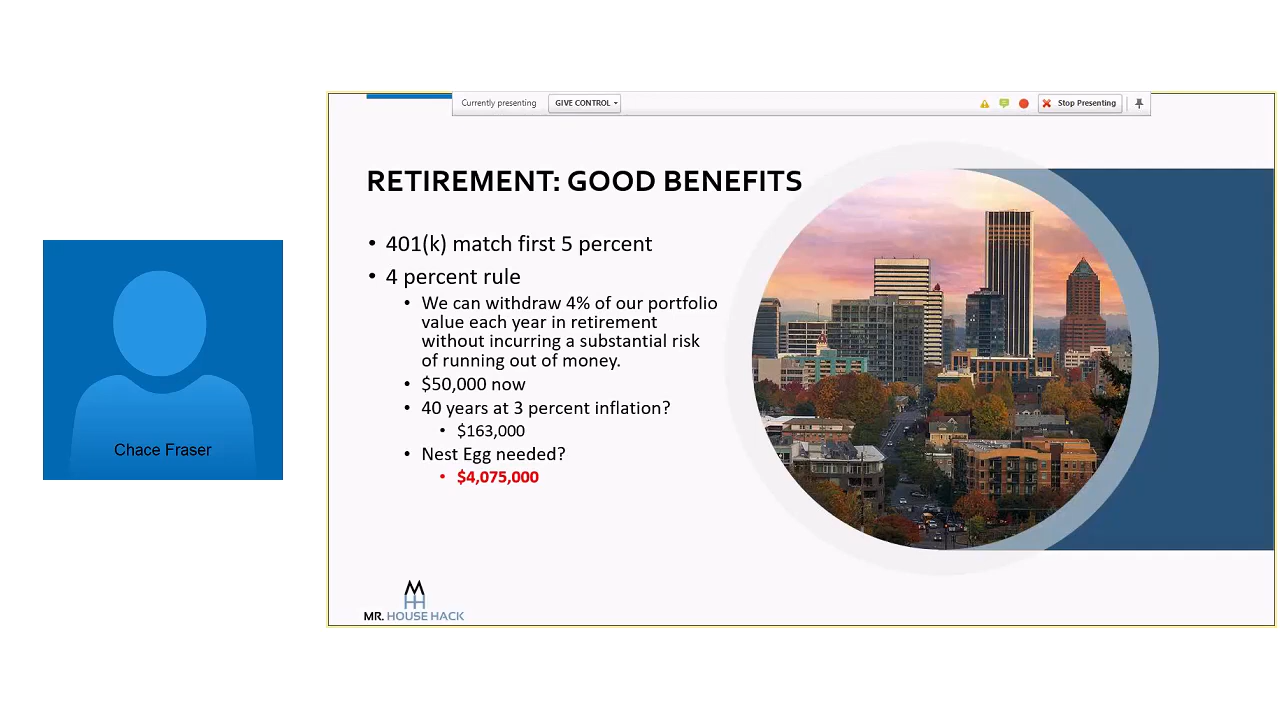 Currently presenting
GIVE CONTROL
Stop Presenting
RETIREMENT: GOOD BENEFITS
• 401(k) match first 5 percent
• 4 percent rule
• We can withdraw 4% of our portfolio
value each year in retirement
without incurring a substantial risk
of running out of money.
• $50,000 now
• 40 years at 3 percent inflation?
• $163,000
• Nest Egg needed?
• $4,075,000
Chace Fraser
MR. HOUSE HACK